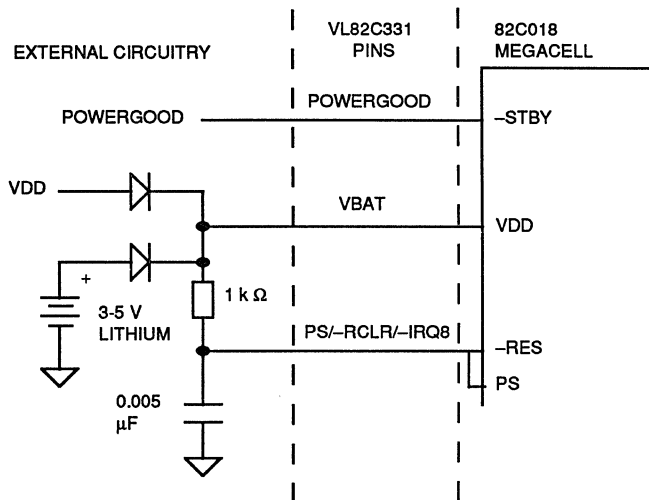 VL82C331
PINS
82C018
MEGACELL
EXTERNAL CIRCUITRY
POWERGOOD
POWERGOOD
–STBY
VDD
VBAT
VDD
+
3-5 V
LITHIUM
1 k Ω
PS/–RCLR/–IRQ8
–RES
PS
0.005
µF